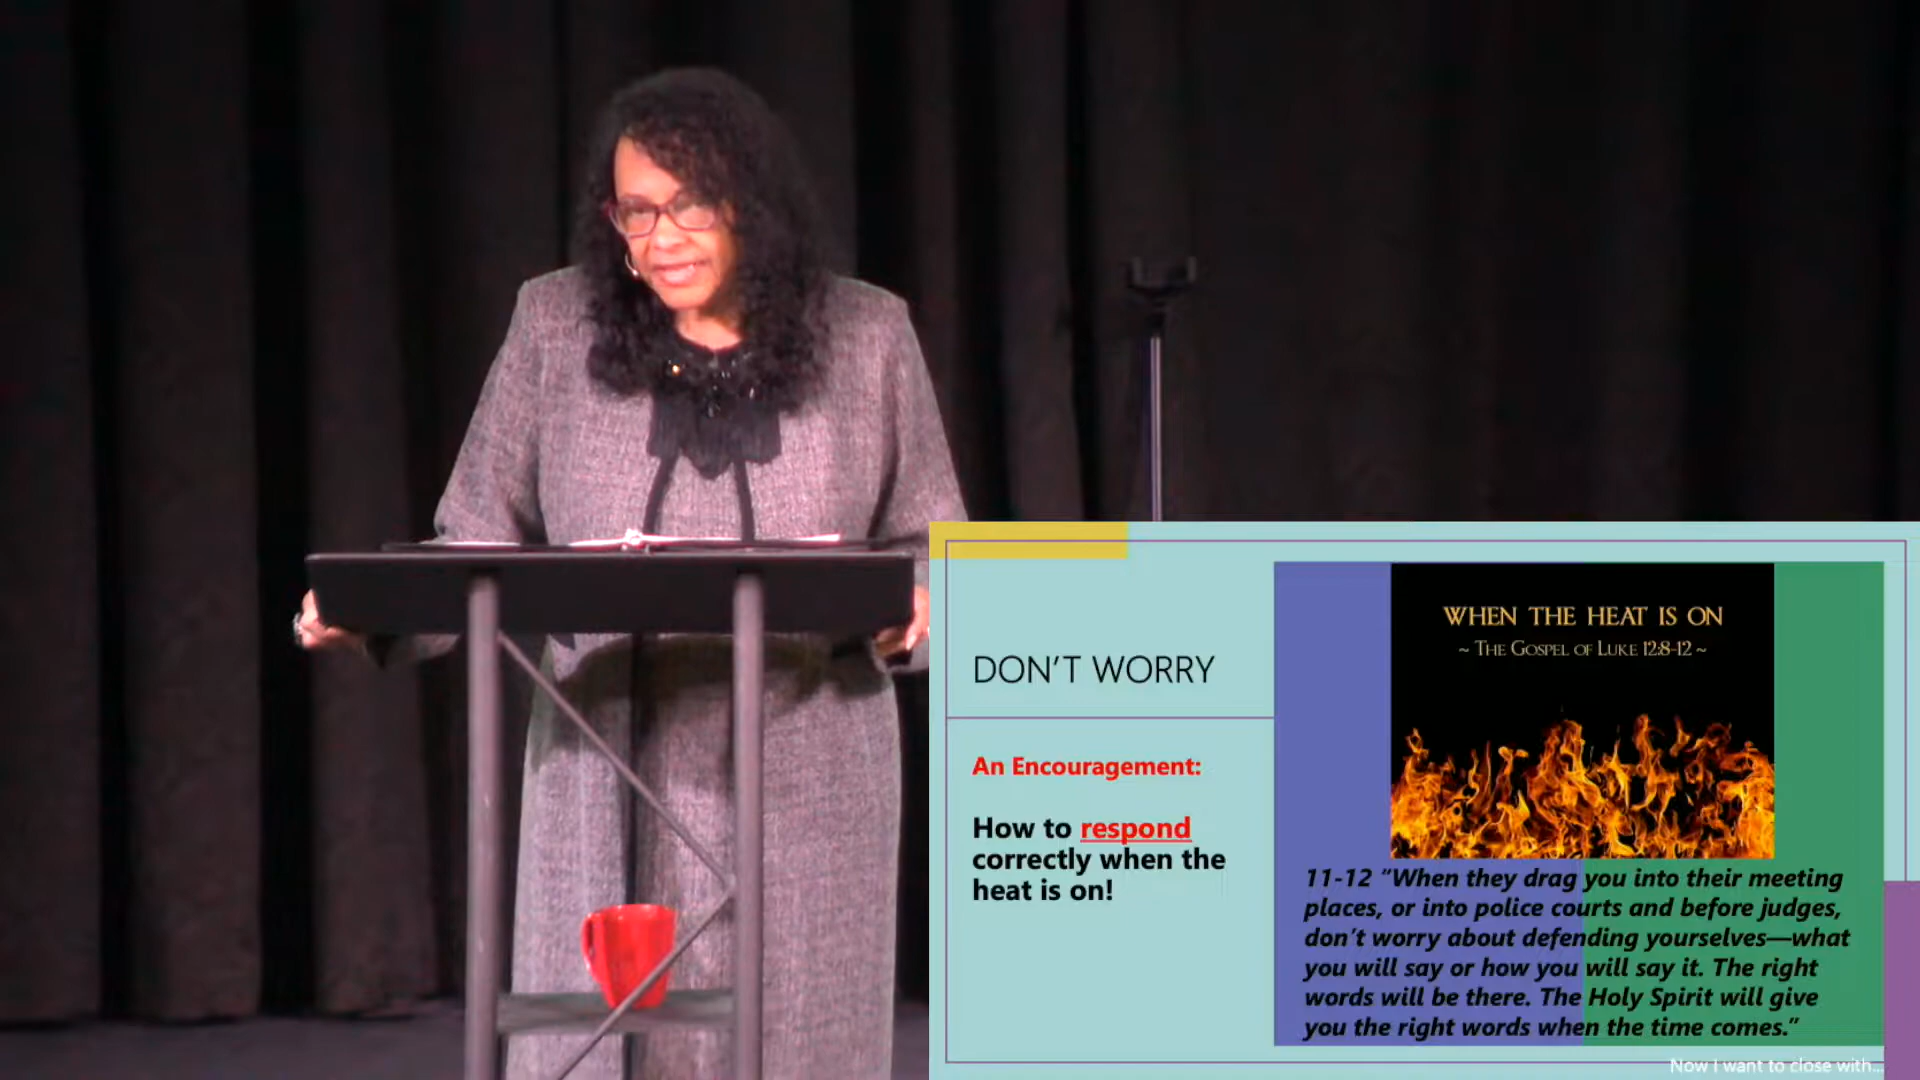 DON'T WORRY
An Encouragement:
How to respond
correctly when the
heat is on!
WHEN THE HEAT IS ON
~ THE GOSPEL OF LUKE 12:8-12 ~
11-12 “When they drag you into their meeting
places, or into police courts and before judges,
don’t worry about defending yourselves—what
you will say or how you will say it. The right
words will be there. The Holy Spirit will give
you the right words when the time comes.”
Now I want to close with...